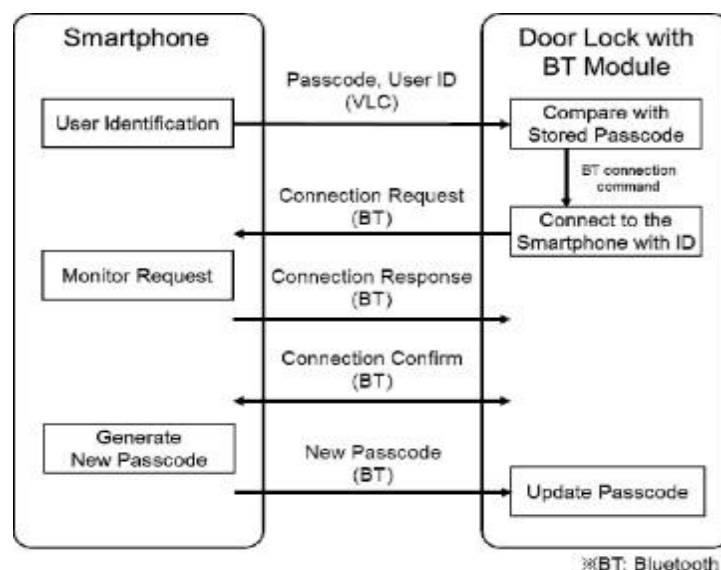 Smartphone
Door Lock with
BT Module
Passcode, User ID
(VLC)
User Identification
Compare with
Stored Passcode
BT connection
command
Connection Request
(BT)
Connect to the
Smartphone with ID
Monitor Request
Connection Response
(BT)
Connection Confirm
(BT)
Generate
New Passcode
New Passcode
(BT)
Update Passcode
※BT: Bluetooth